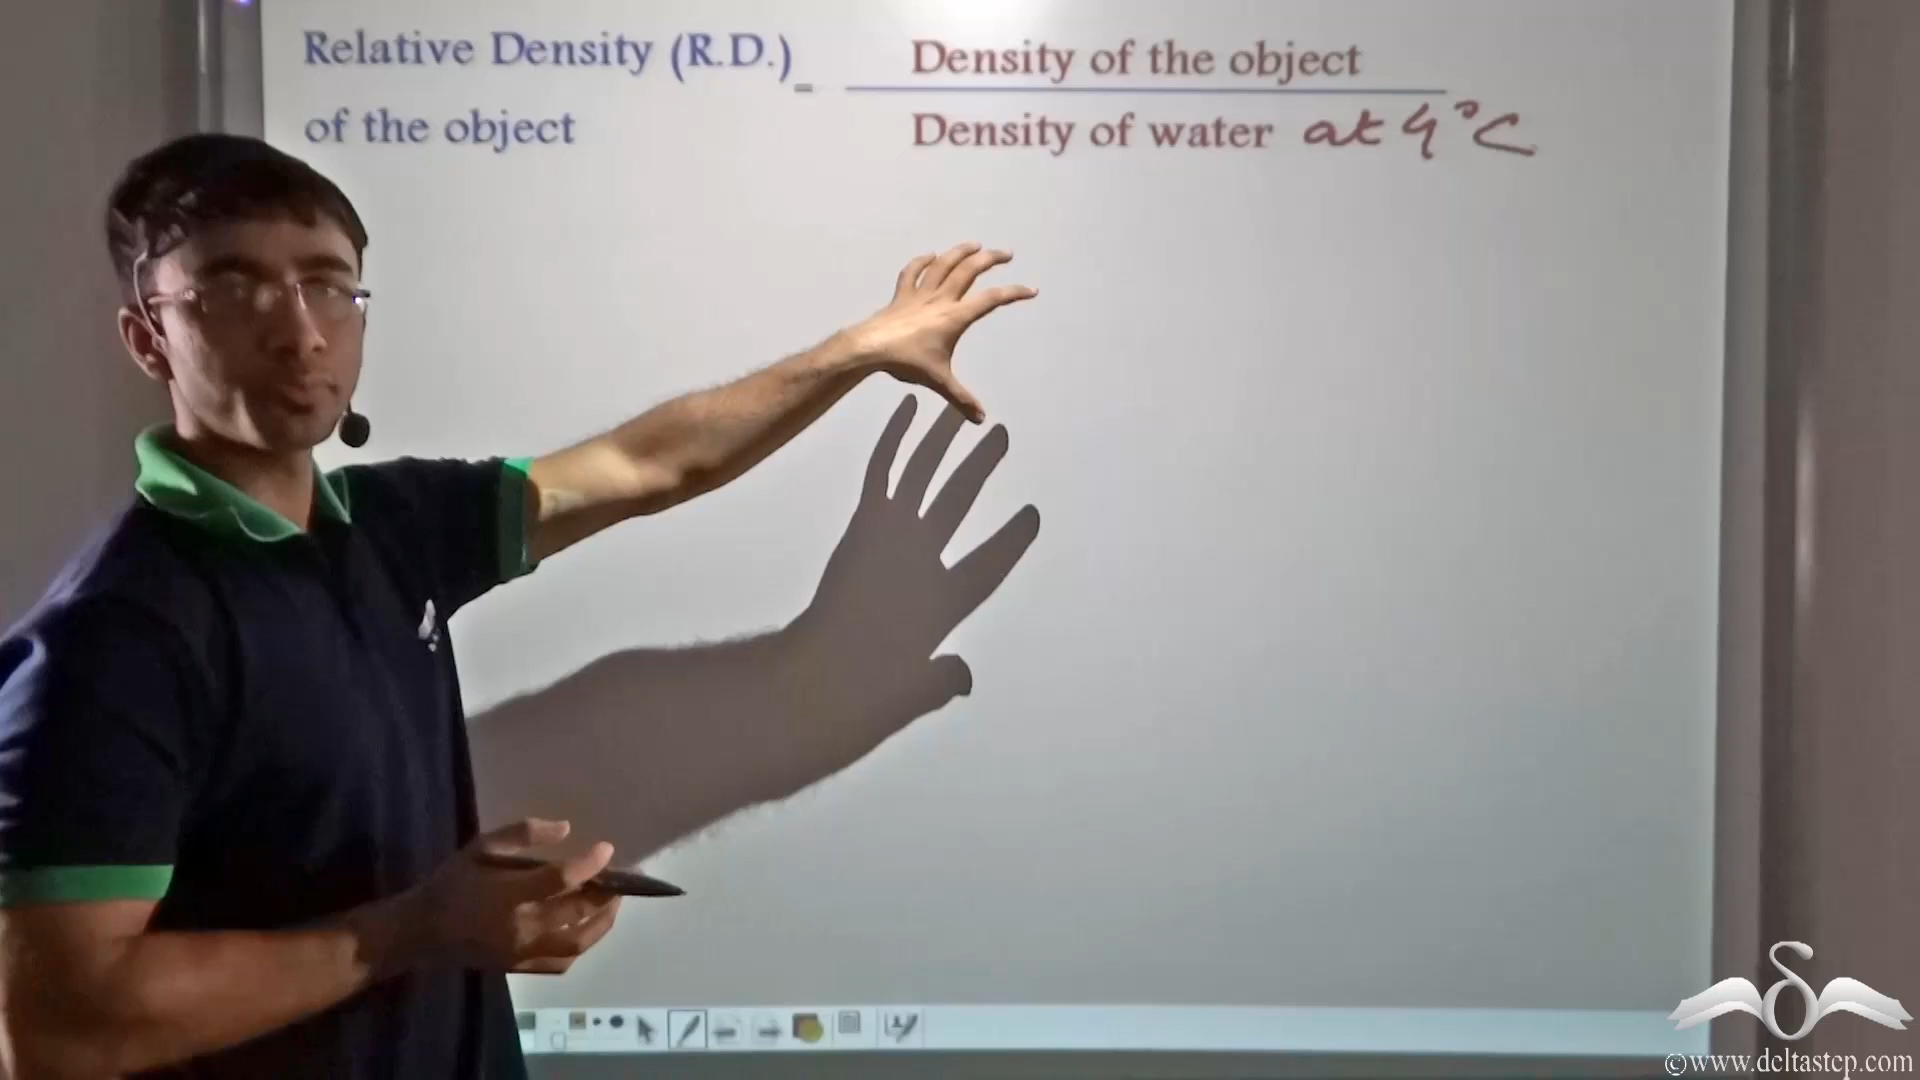 Relative Density (R.D.) = Density of the object
of the object Density of water at 4°C
©www.deltastep.com